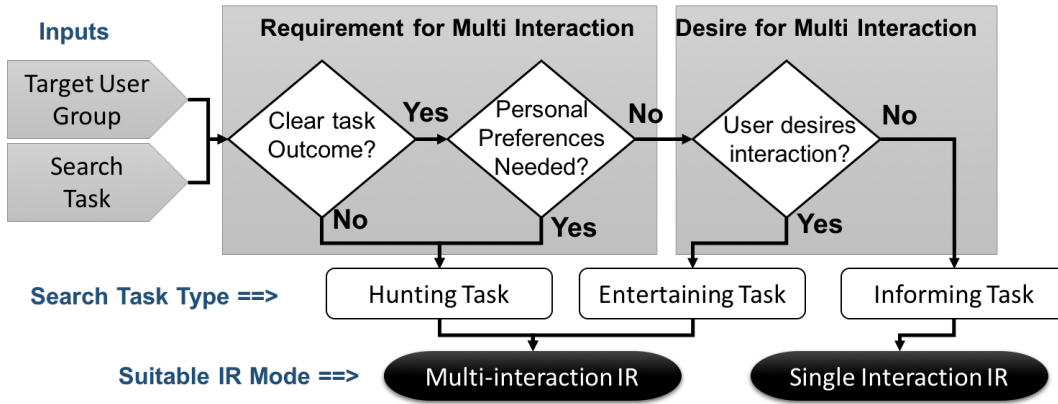 Inputs
Requirement for Multi Interaction
Desire for Multi Interaction
Target User
Group
Search
Task
Clear task
Outcome?
Yes
No
Personal
Preferences
Needed?
No
Yes
User desires
interaction?
No
Yes
Search Task Type ==>
Hunting Task
Entertaining Task
Informing Task
Suitable IR Mode ==>
Multi-interaction IR
Single Interaction IR